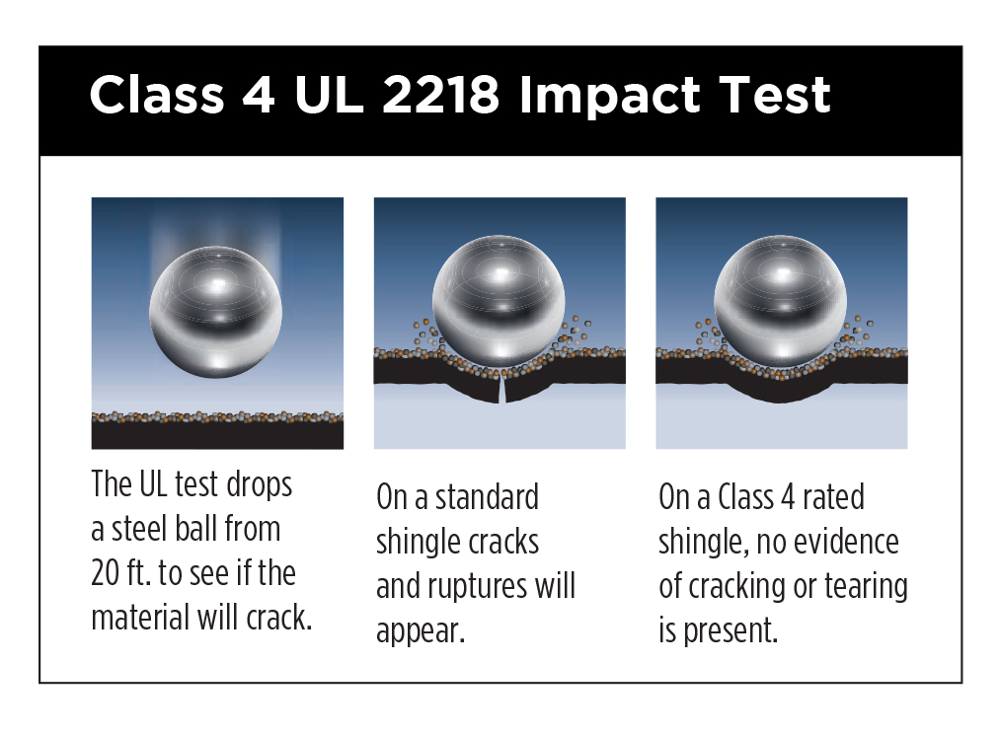 Class 4 UL 2218 Impact Test
The UL test drops
a steel ball from
20 ft. to see if the
material will crack.
On a standard
shingle cracks
and ruptures will
appear.
On a Class 4 rated
shingle, no evidence
of cracking or tearing
is present.